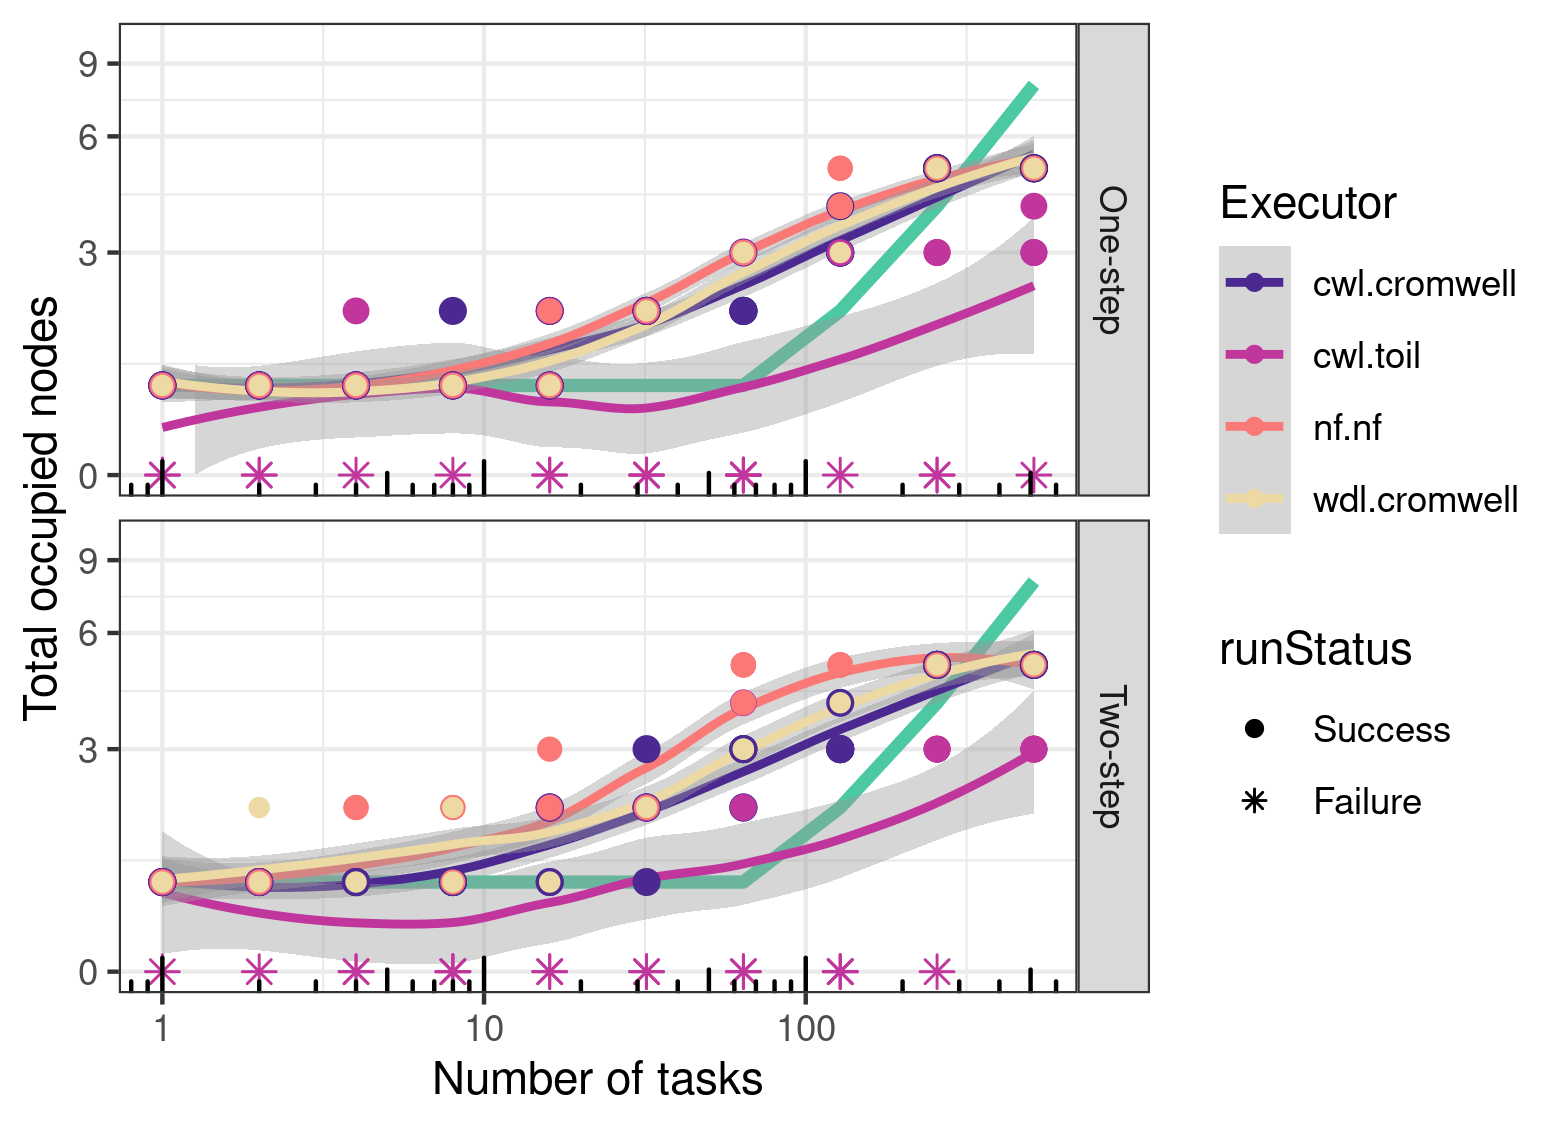 Total occupied nodes
9
6
3
0
One-step
9
6
3
0
Two-step
1 10 100
Number of tasks
Executor
cwl.cromwell
cwl.toil
nf.nf
wdl.cromwell
runStatus
Success
Failure